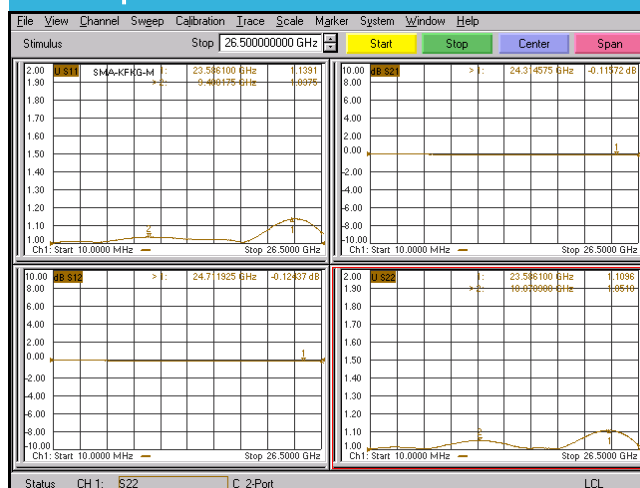 File View Channel Sweep Calibration Trace Scale Marker System Window Help
Stimulus Stop 26.500000000 GHz Start Stop Center Span
2.00 U S11 SMA-KFKG-M 1: 23.586100 GHz 1.1391
1.90 > 2: 9.408175 GHz 1.0375
1.80
1.70
1.60
1.50
1.40
1.30
1.20
1.10 2 1
1.00
Ch1: Start 10.0000 MHz Stop 26.5000 GHz
10.00 dB S21 > 1: 24.314575 GHz -0.11572 dB
8.00
6.00
4.00
2.00 1
0.00
-2.00
-4.00
-6.00
-8.00
-10.00
Ch1: Start 10.0000 MHz Stop 26.5000 GHz
10.00 dB S12 > 1: 24.711925 GHz -0.12437 dB
8.00
6.00
4.00
2.00
0.00 1
-2.00
-4.00
-6.00
-8.00
-10.00
Ch1: Start 10.0000 MHz Stop 26.5000 GHz
2.00 U S22 1: 23.586100 GHz 1.1096
1.90 > 2: 1.0510
1.80
1.70
1.60
1.50
1.40
1.30
1.20
1.10 2 1
1.00
Ch1: Start 10.0000 MHz Stop 26.5000 GHz
Status CH 1: S22 C 2-Port LCL